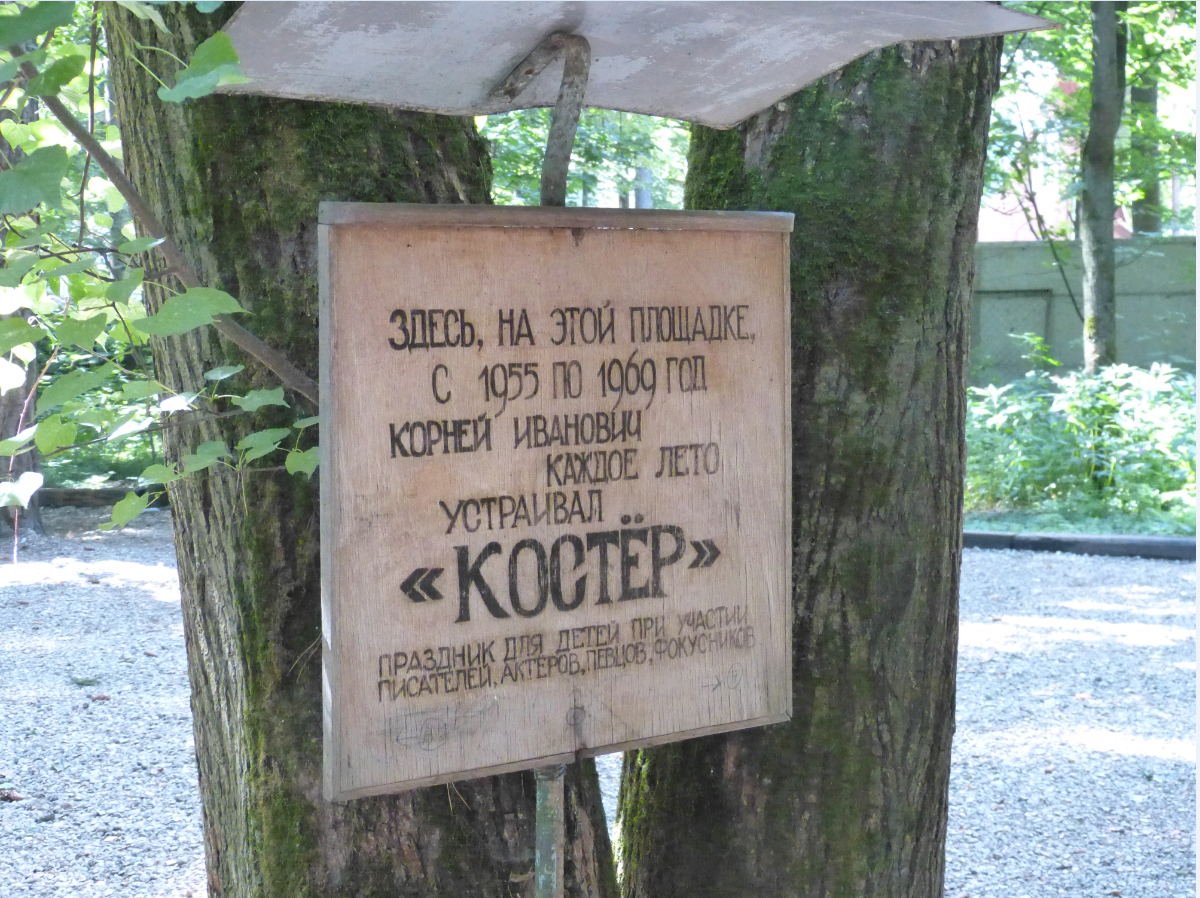 ЗДЕСЬ, НА ЭТОЙ ПЛОЩАДКЕ,
С 1955 ПО 1969 ГОД
КОРНЕЙ ИВАНОВИЧ
КАЖДОЕ ЛЕТО
УСТРАИВАЛ
«КОСТЁР»
ПРАЗДНИК ДЛЯ ДЕТЕЙ ПРИ УЧАСТИИ
ПИСАТЕЛЕЙ, АКТЕРОВ, ПЕВЦОВ, ФОКУСНИКОВ